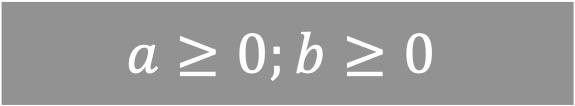 a ≥ 0; b ≥ 0